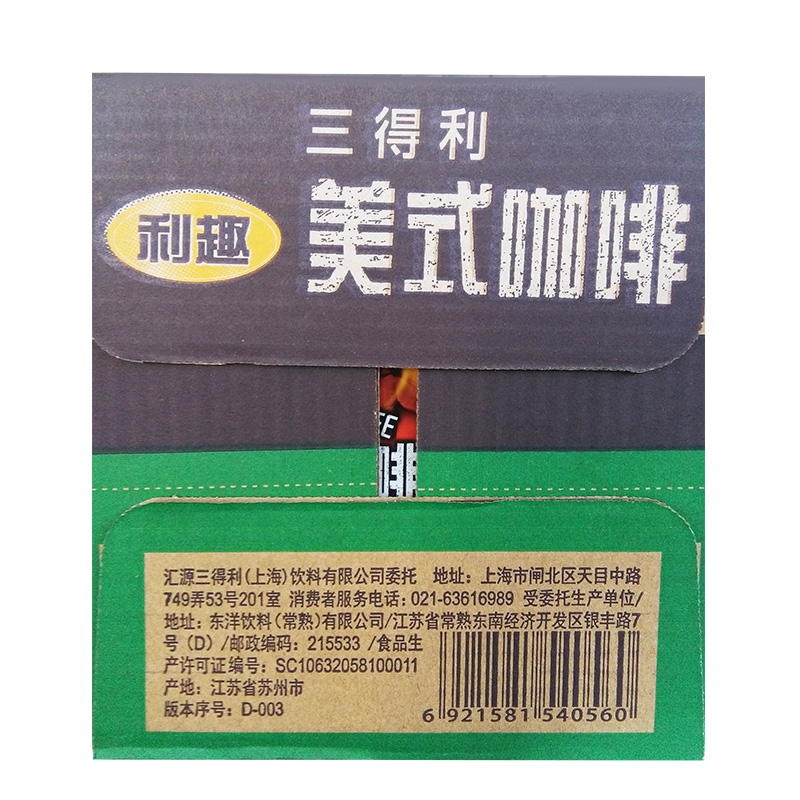 三得利
利趣
美式咖啡
FE
啡
汇源三得利(上海)饮料有限公司委托 地址：上海市闸北区天目中路
749弄53号201室 消费者服务电话：021-63616989 受委托生产单位/
地址：东洋饮料（常熟）有限公司/江苏省常熟东南经济开发区银丰路7
号（D）/邮政编码：215533 /食品生
产许可证编号：SC10632058100011
产地：江苏省苏州市
版本序号：D-003
6 921581 540560